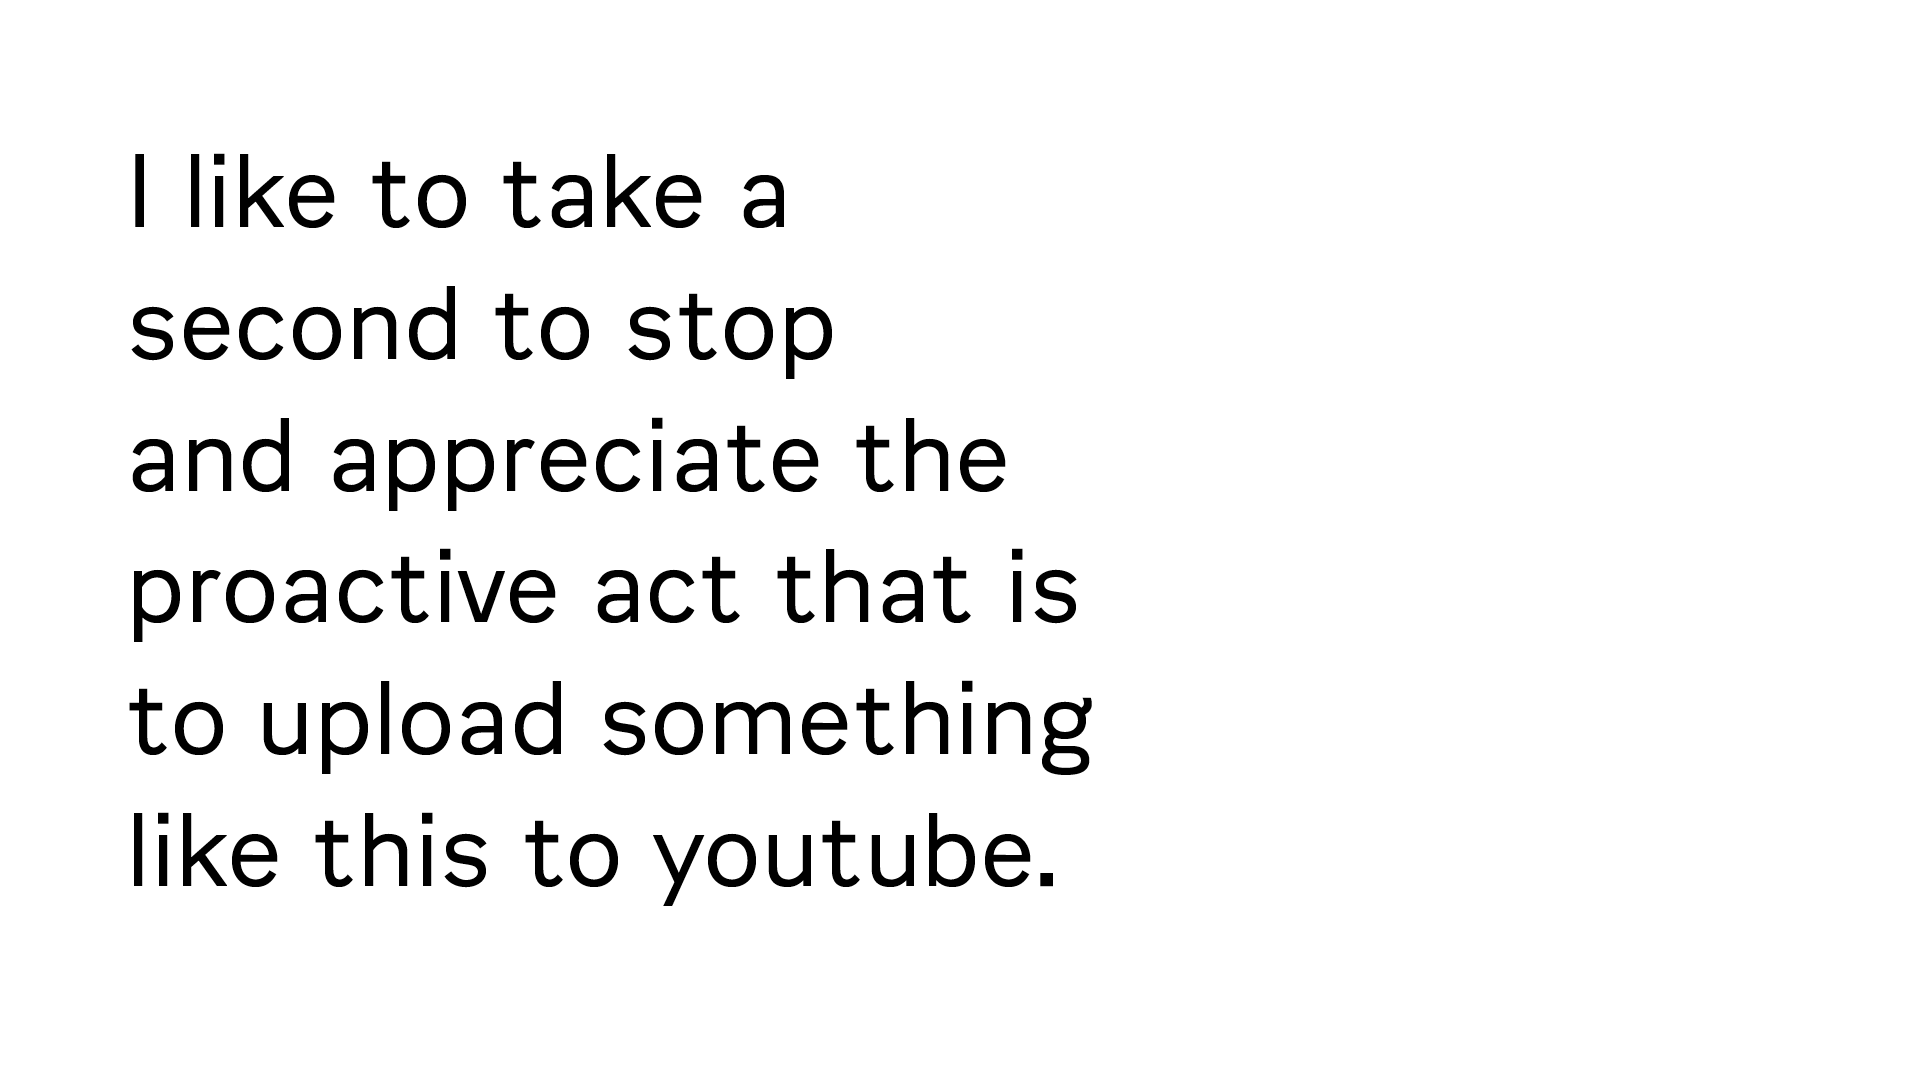 I like to take a
second to stop
and appreciate the
proactive act that is
to upload something
like this to youtube.